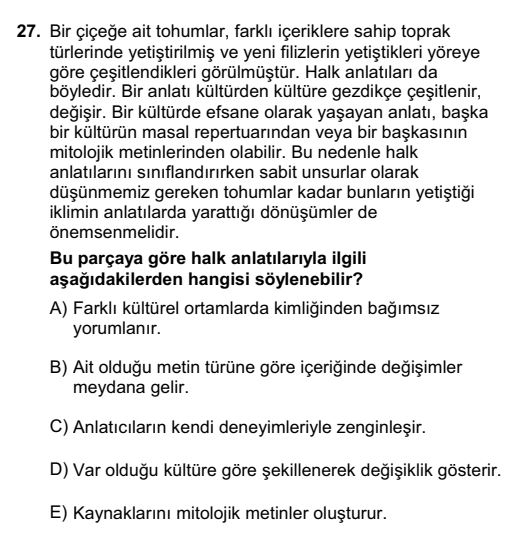 27. Bir çiçeğe ait tohumlar, farklı içeriklere sahip toprak
türlerinde yetiştirilmiş ve yeni filizlerin yetiştikleri yöreye
göre çeşitlendikleri görülmüştür. Halk anlatıları da
böyledir. Bir anlatı kültürden kültüre gezdikçe çeşitlenir,
değişir. Bir kültürde efsane olarak yaşayan anlatı, başka
bir kültürün masal repertuarından veya bir başkasının
mitolojik metinlerinden olabilir. Bu nedenle halk
anlatılarını sınıflandırırken sabit unsurlar olarak
düşünmemiz gereken tohumlar kadar bunların yetiştiği
iklimin anlatılarda yarattığı dönüşümler de
önemsenmelidir.
Bu parçaya göre halk anlatılarıyla ilgili
aşağıdakilerden hangisi söylenebilir?
A) Farklı kültürel ortamlarda kimliğinden bağımsız
yorumlanır.
B) Ait olduğu metin türüne göre içeriğinde değişimler
meydana gelir.
C) Anlatıcıların kendi deneyimleriyle zenginleşir.
D) Var olduğu kültüre göre şekillenerek değişiklik gösterir.
E) Kaynaklarını mitolojik metinler oluşturur.